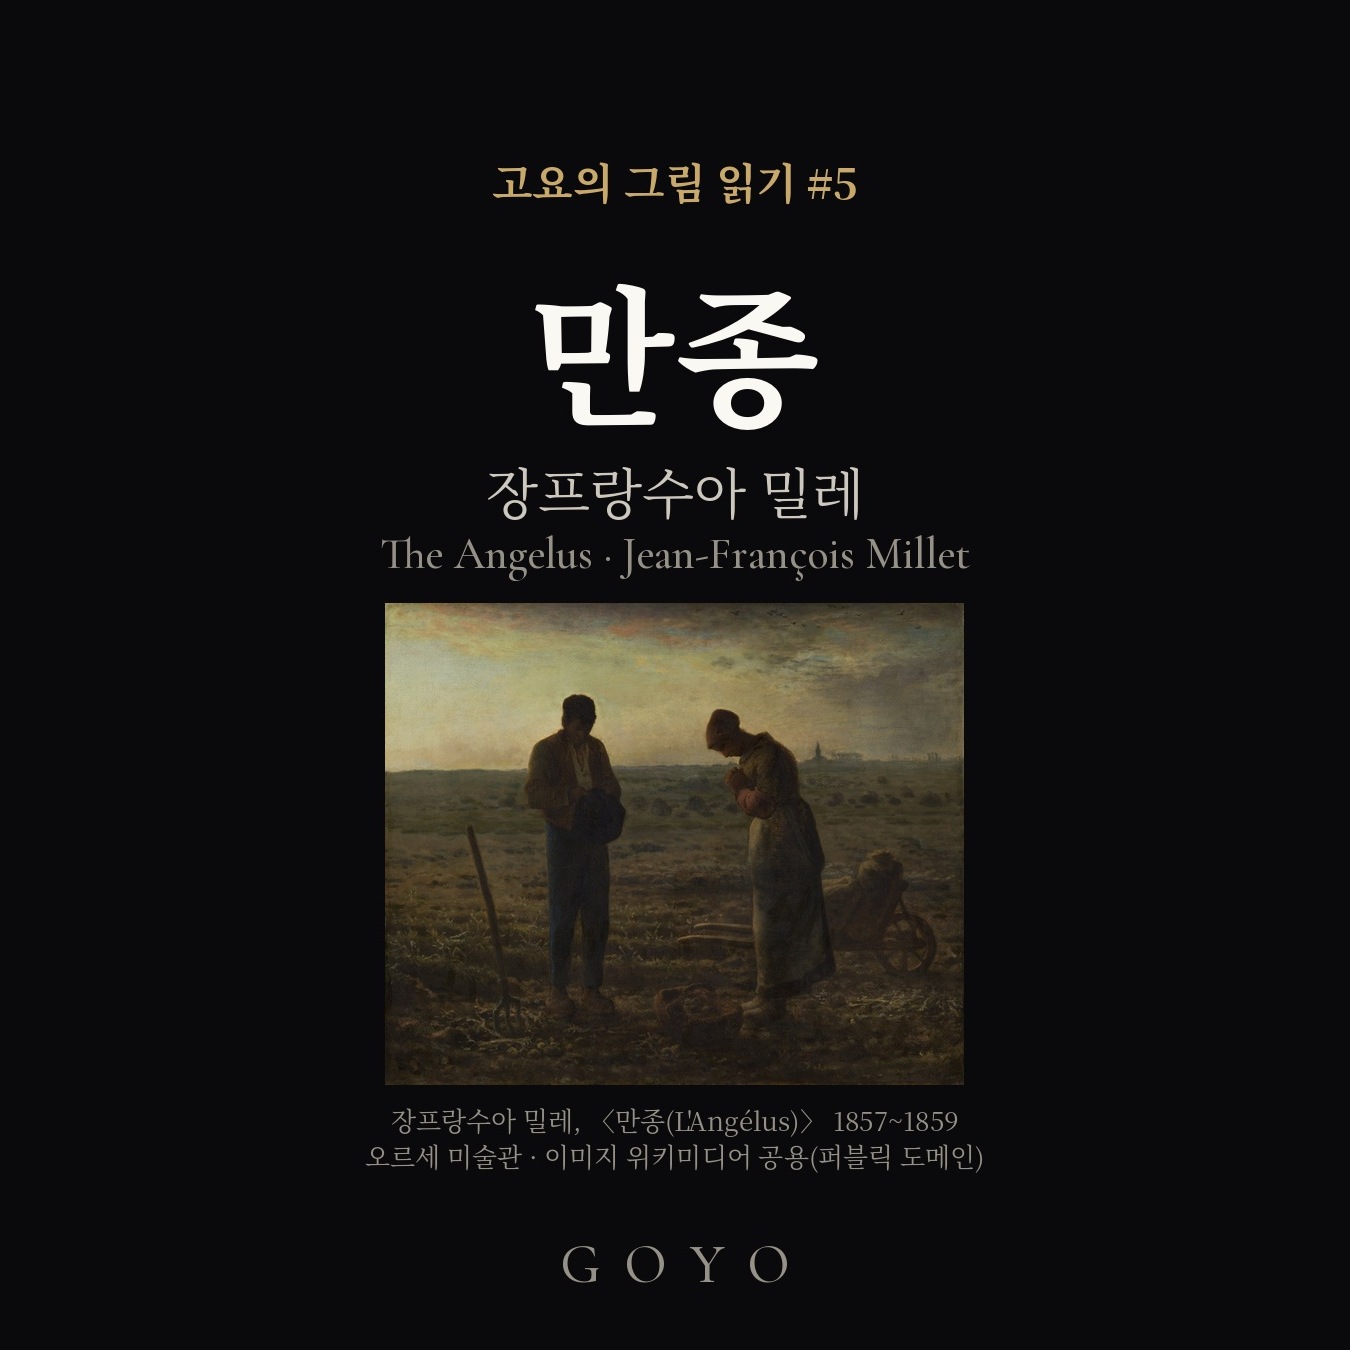 고요의 그림 읽기 #5
만종
장프랑수아 밀레
The Angelus · Jean-François Millet
장프랑수아 밀레, 〈만종(L'Angélus)〉 1857~1859
오르세 미술관 · 이미지 위키미디어 공용(퍼블릭 도메인)
GOYO